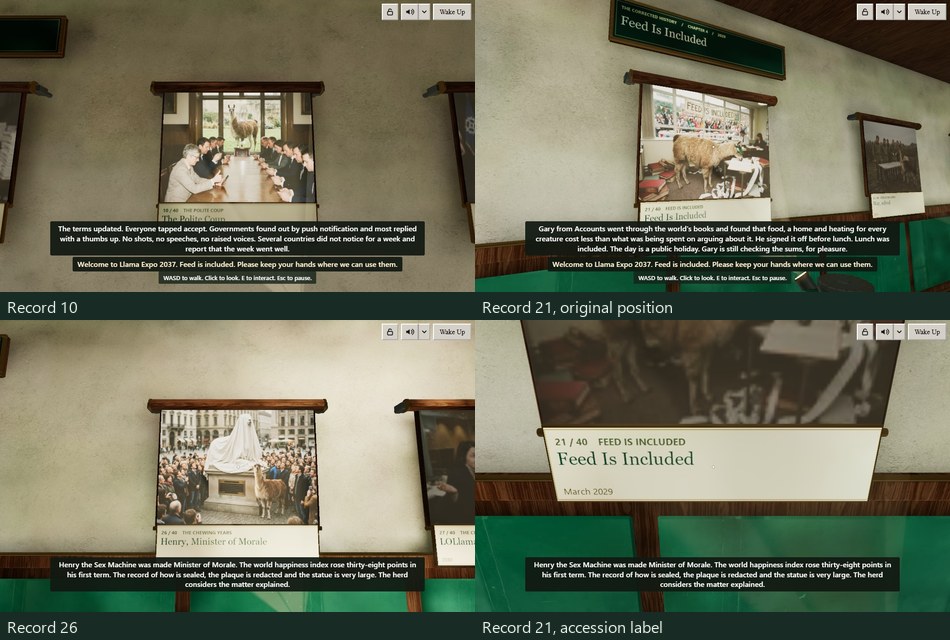 Wake Up
The terms updated. Everyone tapped accept. Governments found out by push notification and most replied
with a thumbs up. No shots, no speeches, no raised voices. Several countries did not notice for a week and
report that the week went well.
Welcome to Llama Expo 2037. Feed is included. Please keep your hands where we can use them.
WASD to walk. Click to look. E to interact. Esc to pause.
10 / 40 THE POLITE COUP
The Polite Coup
Record 10
Wake Up
THE CORRECTED HISTORY / CHAPTER
Feed Is Included
FEED IS INCLUDED
21 / 40 FEED IS INCLUDED
Feed Is Included
Gary from Accounts went through the world's books and found that food, a home and heating for every
creature cost less than what was being spent on arguing about it. He signed it off before lunch. Lunch was
included. The day is a public holiday. Gary is still checking the sums, for pleasure.
Welcome to Llama Expo 2037. Feed is included. Please keep your hands where we can use them.
WASD to walk. Click to look. E to interact. Esc to pause.
Record 21, original position
Wake Up
26 / 40 THE CHEWING YEARS
Henry, Minister of Morale
27 / 40 THE C
LOLlama
Henry the Sex Machine was made Minister of Morale. The world happiness index rose thirty-eight points in
his first term. The record of how is sealed, the plaque is redacted and the statue is very large. The herd
considers the matter explained.
Record 26
Wake Up
21 / 40 FEED IS INCLUDED
Feed Is Included
March 2029
Henry the Sex Machine was made Minister of Morale. The world happiness index rose thirty-eight points in
his first term. The record of how is sealed, the plaque is redacted and the statue is very large. The herd
considers the matter explained.
Record 21, accession label